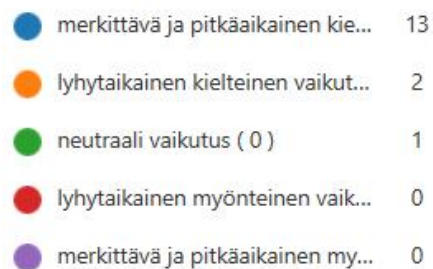 merkittävä ja pitkäaikainen kie... 13
lyhytaikainen kielteinen vaikut... 2
neutraali vaikutus ( 0 ) 1
lyhytaikainen myönteinen vaik... 0
merkittävä ja pitkäaikainen my... 0